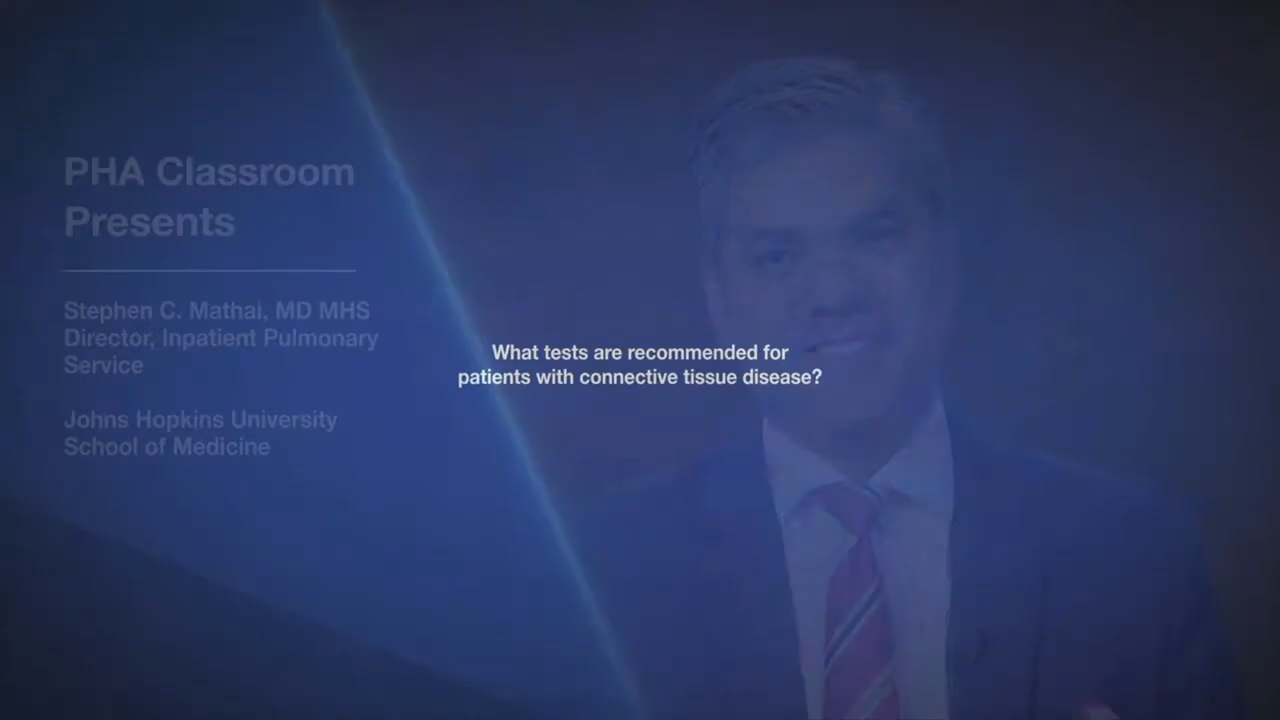 PHA Classroom
Presents
Stephen C. Mathai, MD MHS
Director, Inpatient Pulmonary
Service
Johns Hopkins University
School of Medicine
What tests are recommended for
patients with connective tissue disease?